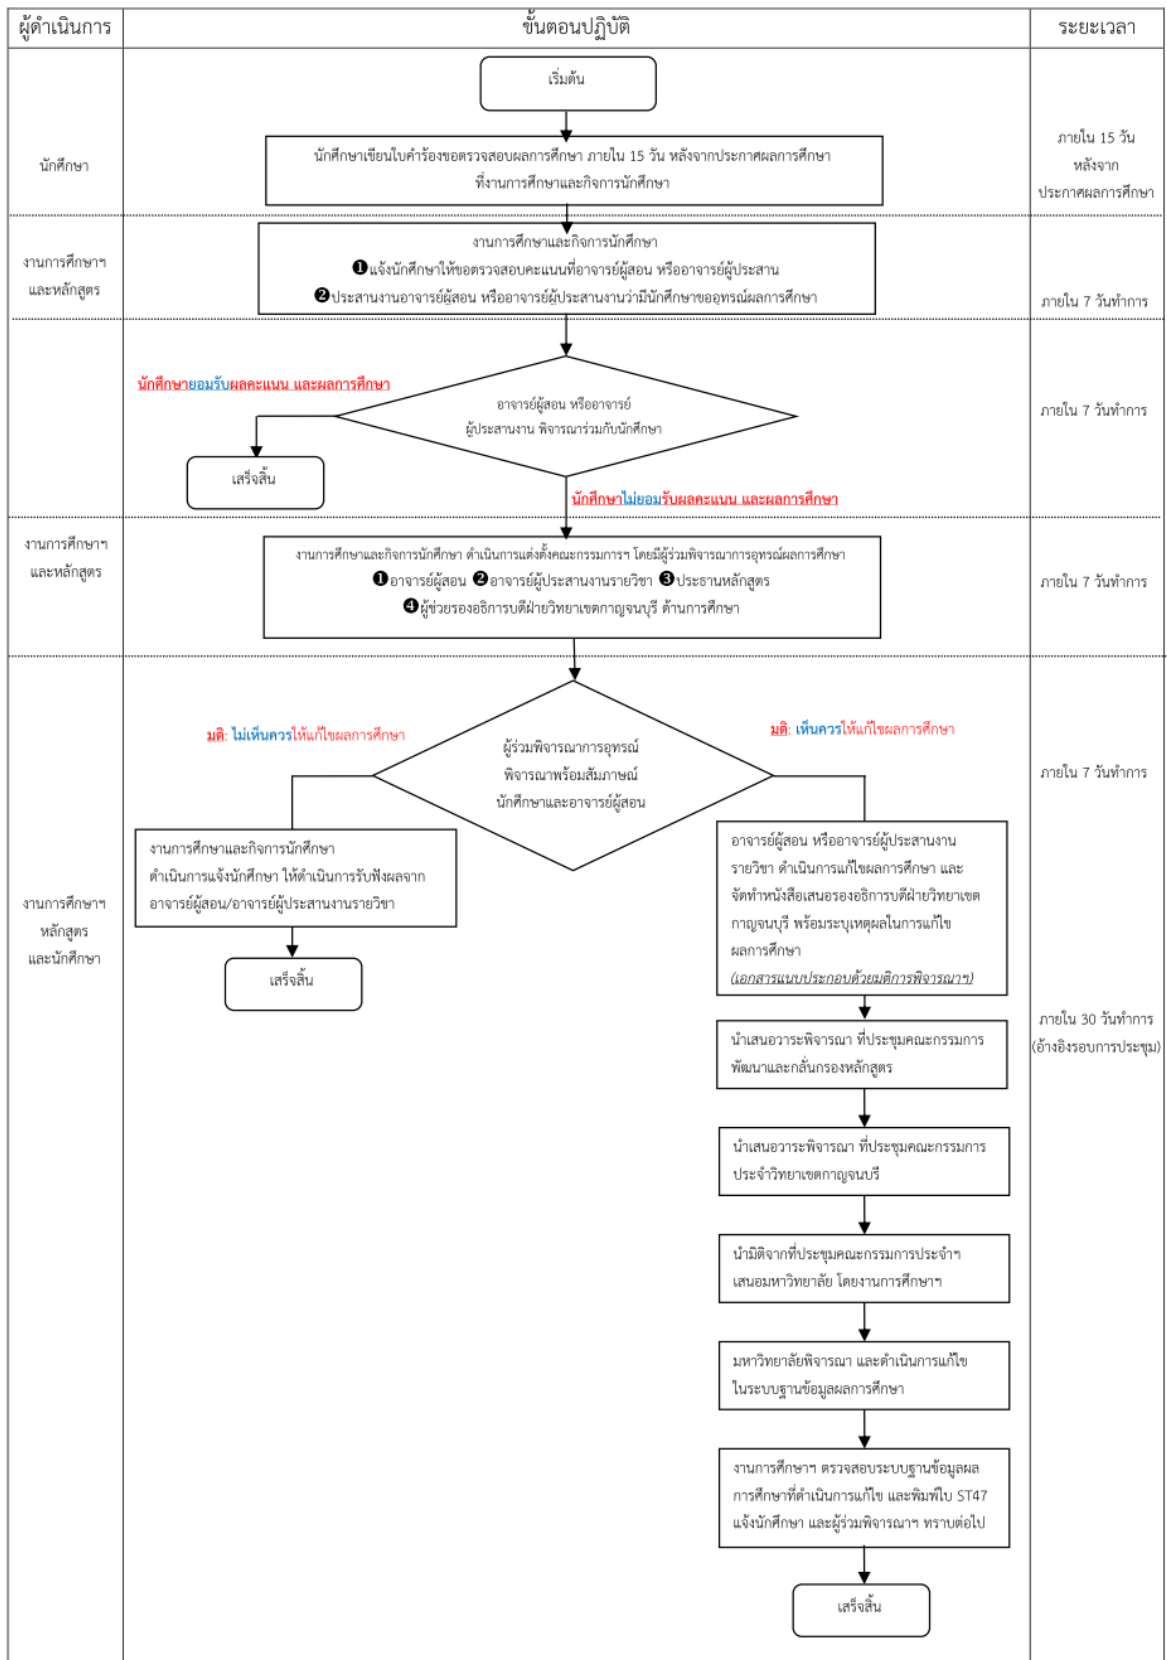 ผู้ดำเนินการ
ขั้นตอนปฏิบัติ
ระยะเวลา
เริ่มต้น
นักศึกษา
นักศึกษาเขียนใบคำร้องขอตรวจสอบผลการศึกษา ภายใน 15 วัน หลังจากประกาศผลการศึกษา
ที่งานการศึกษาและกิจการนักศึกษา
ภายใน 15 วัน
หลังจาก
ประกาศผลการศึกษา
งานการศึกษาฯ
และหลักสูตร
งานการศึกษาและกิจการนักศึกษา
❶แจ้งนักศึกษาให้ขอตรวจสอบคะแนนที่อาจารย์ผู้สอน หรืออาจารย์ผู้ประสาน
❷ประสานงานอาจารย์ผู้สอน หรืออาจารย์ผู้ประสานงานว่ามีนักศึกษาขออุทรณ์ผลการศึกษา
ภายใน 7 วันทำการ
นักศึกษายอมรับผลคะแนน และผลการศึกษา
อาจารย์ผู้สอน หรืออาจารย์
ผู้ประสานงาน พิจารณาร่วมกับนักศึกษา
ภายใน 7 วันทำการ
เสร็จสิ้น
นักศึกษาไม่ยอมรับผลคะแนน และผลการศึกษา
งานการศึกษาฯ
และหลักสูตร
งานการศึกษาและกิจการนักศึกษา ดำเนินการแต่งตั้งคณะกรรมการฯ โดยมีผู้ร่วมพิจารณาการอุทรณ์ผลการศึกษา
❶อาจารย์ผู้สอน ❷อาจารย์ผู้ประสานงานรายวิชา ❸ประธานหลักสูตร
❹ผู้ช่วยรองอธิการบดีฝ่ายวิทยาเขตกาญจนบุรี ด้านการศึกษา
ภายใน 7 วันทำการ
มติ: ไม่เห็นควรให้แก้ไขผลการศึกษา
มติ: เห็นควรให้แก้ไขผลการศึกษา
ผู้ร่วมพิจารณาการอุทรณ์
พิจารณาพร้อมสัมภาษณ์
นักศึกษาและอาจารย์ผู้สอน
ภายใน 7 วันทำการ
งานการศึกษาและกิจการนักศึกษา
ดำเนินการแจ้งนักศึกษา ให้ดำเนินการรับฟังผลจาก
อาจารย์ผู้สอน/อาจารย์ผู้ประสานงานรายวิชา
เสร็จสิ้น
งานการศึกษาฯ
หลักสูตร
และนักศึกษา
อาจารย์ผู้สอน หรืออาจารย์ผู้ประสานงาน
รายวิชา ดำเนินการแก้ไขผลการศึกษา และ
จัดทำหนังสือเสนอรองอธิการบดีฝ่ายวิทยาเขต
กาญจนบุรี พร้อมระบุเหตุผลในการแก้ไข
ผลการศึกษา
(เอกสารแนบประกอบด้วยมติการพิจารณาฯ)
ภายใน 30 วันทำการ
(อ้างอิงรอบการประชุม)
นำเสนอวาระพิจารณา ที่ประชุมคณะกรรมการ
พัฒนาและกลั่นกรองหลักสูตร
นำเสนอวาระพิจารณา ที่ประชุมคณะกรรมการ
ประจำวิทยาเขตกาญจนบุรี
นำมิติจากที่ประชุมคณะกรรมการประจำฯ
เสนอมหาวิทยาลัย โดยงานการศึกษาฯ
มหาวิทยาลัยพิจารณา และดำเนินการแก้ไข
ในระบบฐานข้อมูลผลการศึกษา
งานการศึกษาฯ ตรวจสอบระบบฐานข้อมูลผล
การศึกษาที่ดำเนินการแก้ไข และพิมพ์ใบ ST47
แจ้งนักศึกษา และผู้ร่วมพิจารณาฯ ทราบต่อไป
เสร็จสิ้น